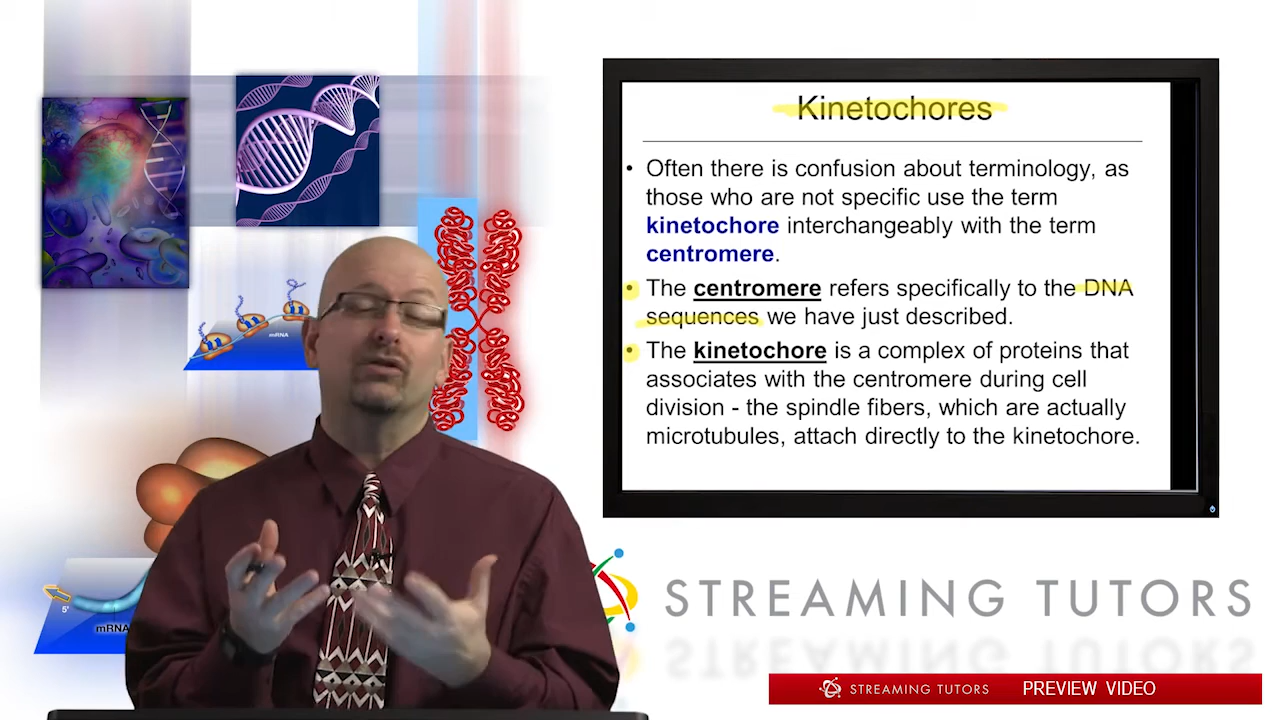 Kinetochores
• Often there is confusion about terminology, as
those who are not specific use the term
kinetochore interchangeably with the term
centromere.
• The centromere refers specifically to the DNA
sequences we have just described.
• The kinetochore is a complex of proteins that
associates with the centromere during cell
division - the spindle fibers, which are actually
microtubules, attach directly to the kinetochore.
mRNA
5'
mRNA
STREAMING TUTORS
STREAMING TUTORS PREVIEW VIDEO